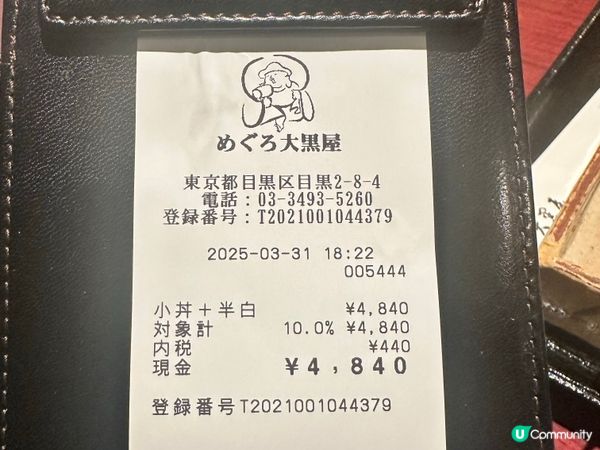 めぐろ大黒屋
東京都目黒区目黒2-8-4
電話：03-3493-5260
登録番号：T2021001044379
2025-03-31 18:22
005444
小丼＋半白 ¥4,840
対象計 10.0% ¥4,840
内税 ¥440
現金 ¥4,840
登録番号T2021001044379
U Community